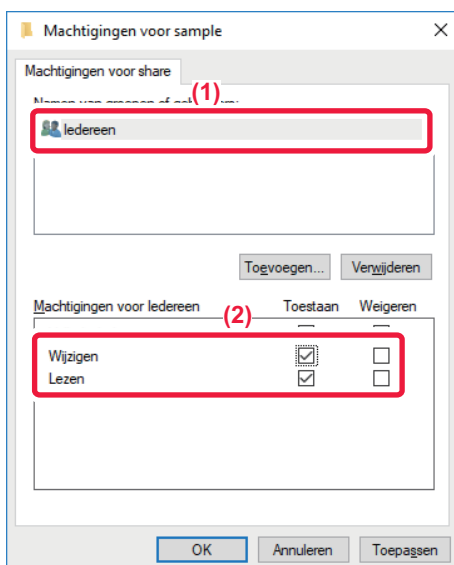 Machtigingen voor sample
Machtigingen voor share
(1)
Iedereen
Toevoegen... Verwijderen
Machtigingen voor Iedereen (2) Toestaan Weigeren
Wijzigen
Lezen
OK Annuleren Toepassen